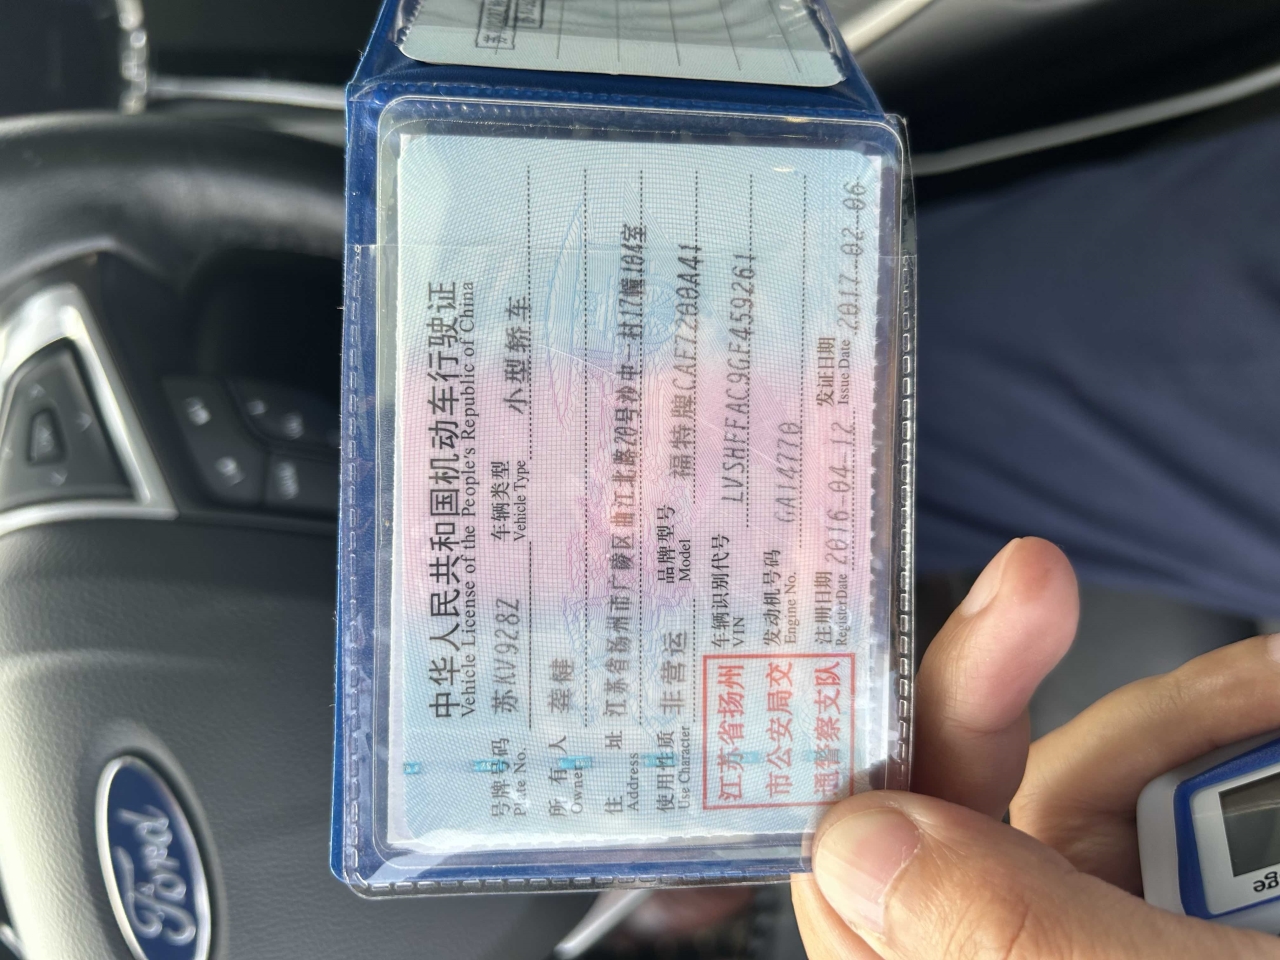 中华人民共和国机动车行驶证
Vehicle License of the People's Republic of China
号牌号码 苏KV928Z 车辆类型 小型轿车
Plate No. Vehicle Type
所有人 龚健
Owner
住址 江苏省扬州市广陵区曲江北路20号沙中一村17幢104室
Address
使用性质 非营运 品牌型号 福特牌CAF7200A41
Use Character Model
车辆识别代号 LVSHFFAC9GF459261
VIN
发动机号码 GA14770
Engine No.
注册日期 2016-04-12 发证日期 2017-02-06
Register Date Issue Date
江苏省扬州
市公安局交
通警察支队
Ford